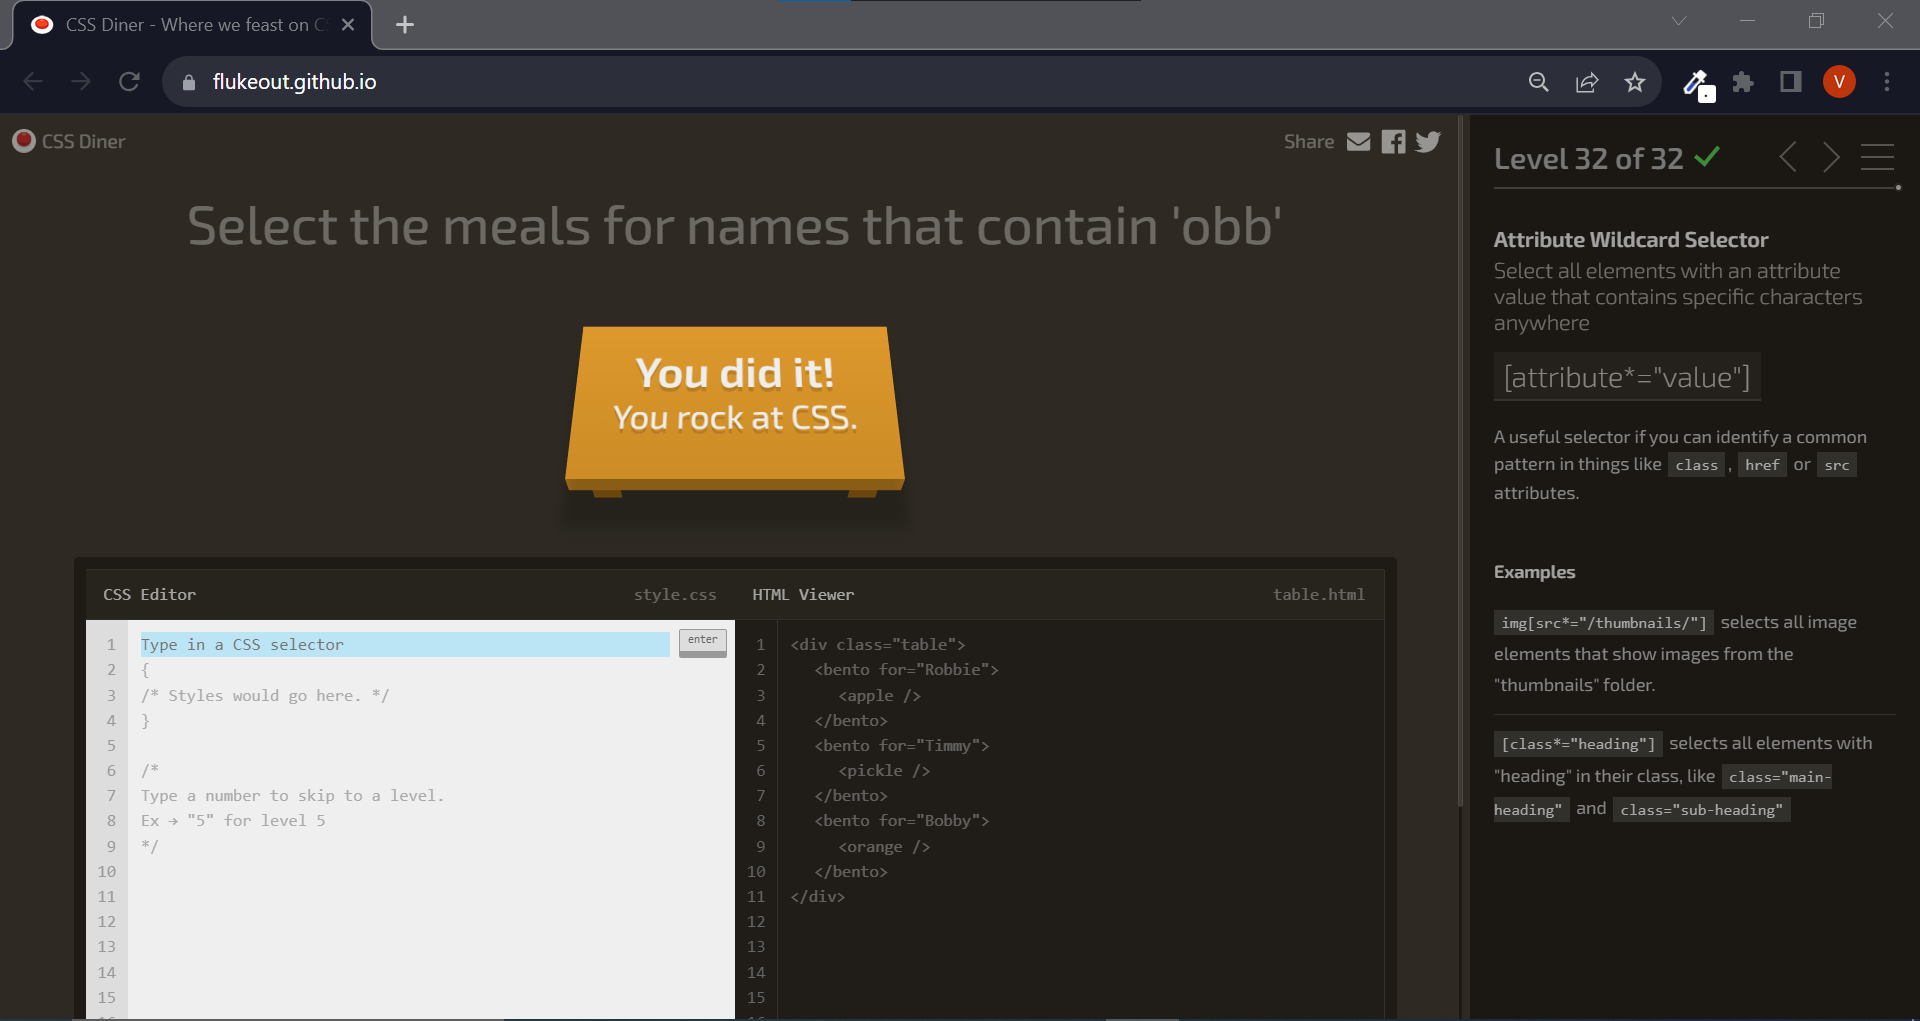 CSS Diner - Where we feast on C
flukeout.github.io
V
CSS Diner
Share
Select the meals for names that contain 'obb'
You did it!
You rock at CSS.
CSS Editor
style.css
1 Type in a CSS selector
enter
2 {
3 /* Styles would go here. */
4 }
5
6 /*
7 Type a number to skip to a level.
8 Ex → "5" for level 5
9 */
10
11
12
13
14
15
HTML Viewer
table.html
1 <div class="table">
2 <bento for="Robbie">
3 <apple />
4 </bento>
5 <bento for="Timmy">
6 <pickle />
7 </bento>
8 <bento for="Bobby">
9 <orange />
10 </bento>
11 </div>
12
13
14
15
Level 32 of 32
Attribute Wildcard Selector
Select all elements with an attribute
value that contains specific characters
anywhere
[attribute*="value"]
A useful selector if you can identify a common
pattern in things like class , href or src
attributes.
Examples
img[src*="/thumbnails/"] selects all image
elements that show images from the
"thumbnails" folder.
[class*="heading"] selects all elements with
"heading" in their class, like class="main-
heading" and class="sub-heading"